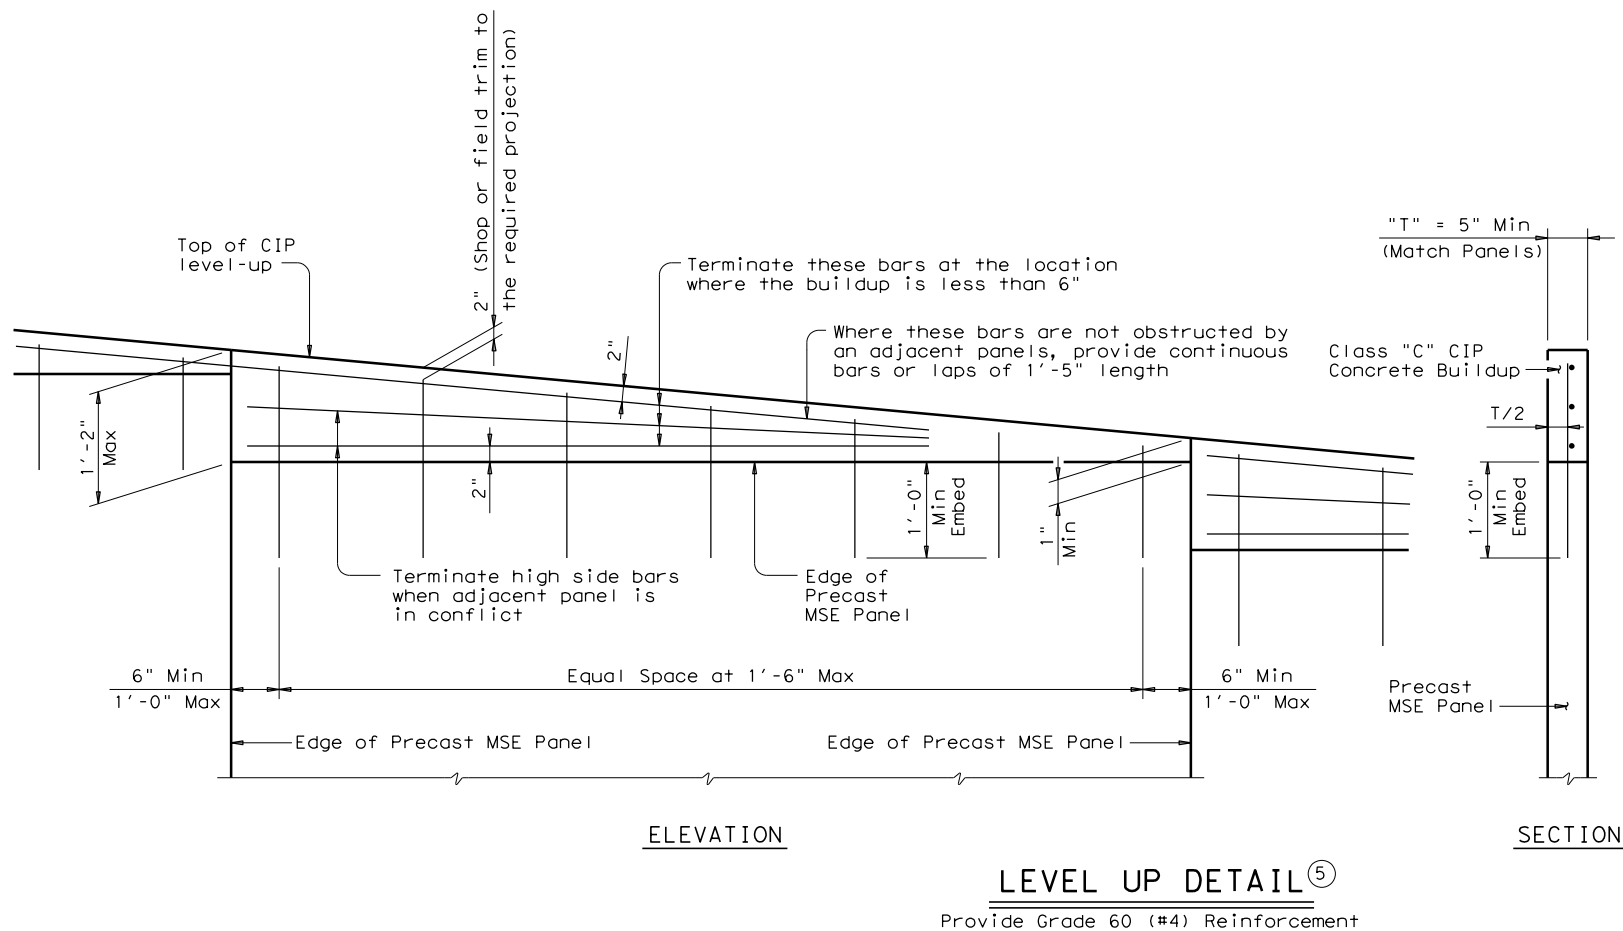 2" (Shop or field trim to
the required projection)
"T" = 5" Min
(Match Panels)
Top of CIP
level-up
Terminate these bars at the location
where the buildup is less than 6"
2"
Where these bars are not obstructed by
an adjacent panels, provide continuous
bars or laps of 1'-5" length
Class "C" CIP
Concrete Buildup
T/2
1'-2"
Max
2"
1'-0"
Min
Embed
1"
Min
1'-0"
Min
Embed
Terminate high side bars
when adjacent panel is
in conflict
Edge of
Precast
MSE Panel
6" Min
1'-0" Max
Equal Space at 1'-6" Max
6" Min
1'-0" Max
Precast
MSE Panel
Edge of Precast MSE Panel
Edge of Precast MSE Panel
ELEVATION
SECTION
LEVEL UP DETAIL 5
Provide Grade 60 (#4) Reinforcement